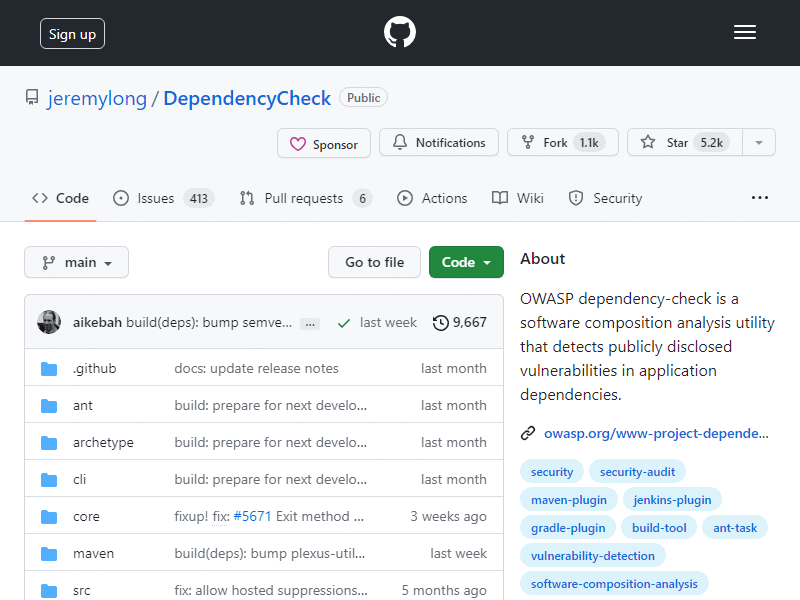 Sign up
jeremylong / DependencyCheck Public
Sponsor Notifications Fork 1.1k Star 5.2k
Code Issues 413 Pull requests 6 Actions Wiki Security ...
main Go to file Code
aikebah build(deps): bump semve... ... last week 9,667
.github docs: update release notes last month
ant build: prepare for next develo... last month
archetype build: prepare for next develo... last month
cli build: prepare for next develo... last month
core fixup! fix: #5671 Exit method ... 3 weeks ago
maven build(deps): bump plexus-util... last week
src fix: allow hosted suppressions... 5 months ago
About
OWASP dependency-check is a
software composition analysis utility
that detects publicly disclosed
vulnerabilities in application
dependencies.
owasp.org/www-project-depende...
security security-audit
maven-plugin jenkins-plugin
gradle-plugin build-tool ant-task
vulnerability-detection
software-composition-analysis